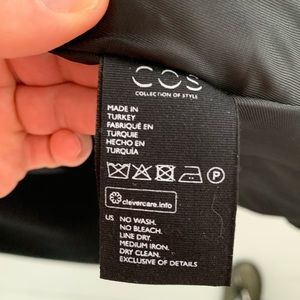 COS
COLLECTION OF STYLE
MADE IN
TURKEY
FABRIQUÉ EN
TURQUIE
HECHO EN
TURQUÍA
P
clevercare.info
US NO WASH.
NO BLEACH.
LINE DRY.
MEDIUM IRON.
DRY CLEAN.
EXCLUSIVE OF DETAILS